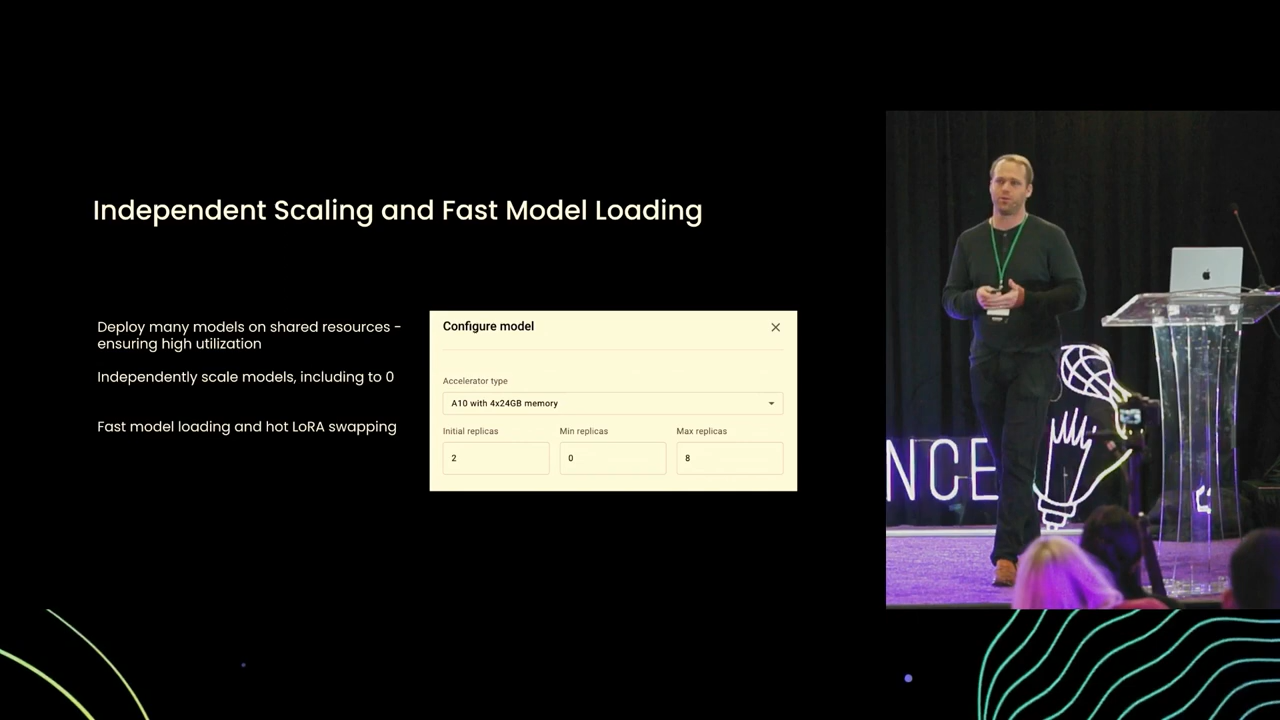 Independent Scaling and Fast Model Loading
Deploy many models on shared resources -
ensuring high utilization
Independently scale models, including to 0
Fast model loading and hot LoRA swapping
Configure model
Accelerator type
A10 with 4x24GB memory
Initial replicas
Min replicas
Max replicas
2
0
8
NCE